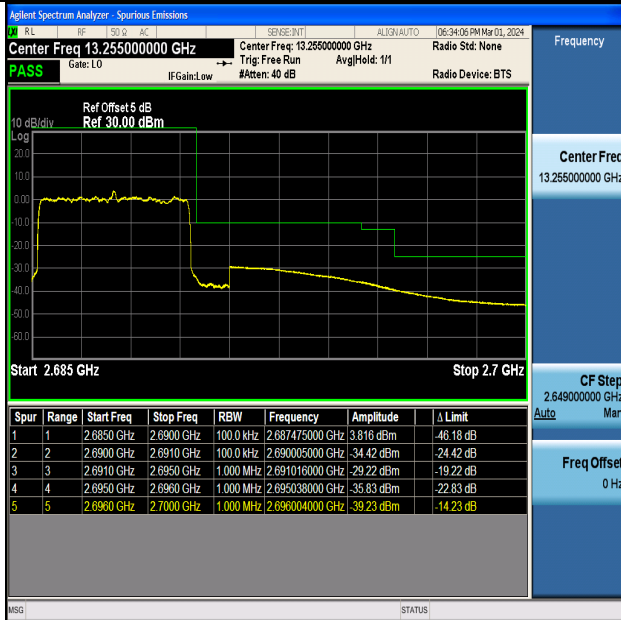 Agilent Spectrum Analyzer - Spurious Emissions
LXI RL RF 50 Ω AC SENSE:INT ALIGN AUTO 06:34:06 PM Mar 01, 2024
Center Freq 13.255000000 GHz
Center Freq: 13.255000000 GHz
Radio Std: None
Trig: Free Run Avg|Hold: 1/1
PASS
Gate: LO
IFGain:Low
#Atten: 40 dB
Radio Device: BTS
Ref Offset 5 dB
10 dB/div Ref 30.00 dBm
Log
20.0
10.0
0.00
-10.0
-20.0
-30.0
-40.0
-50.0
-60.0
Start 2.685 GHz Stop 2.7 GHz
Spur Range Start Freq Stop Freq RBW Frequency Amplitude Δ Limit
1 1 2.6850 GHz 2.6900 GHz 100.0 kHz 2.687475000 GHz 3.816 dBm -46.18 dB
2 2 2.6900 GHz 2.6910 GHz 100.0 kHz 2.690005000 GHz -34.42 dBm -24.42 dB
3 3 2.6910 GHz 2.6950 GHz 1.000 MHz 2.691016000 GHz -29.22 dBm -19.22 dB
4 4 2.6950 GHz 2.6960 GHz 1.000 MHz 2.695038000 GHz -35.83 dBm -22.83 dB
5 5 2.6960 GHz 2.7000 GHz 1.000 MHz 2.696004000 GHz -39.23 dBm -14.23 dB
Frequency
Center Freq
13.255000000 GHz
CF Step
2.649000000 GHz
Auto Man
Freq Offset
0 Hz
MSG STATUS